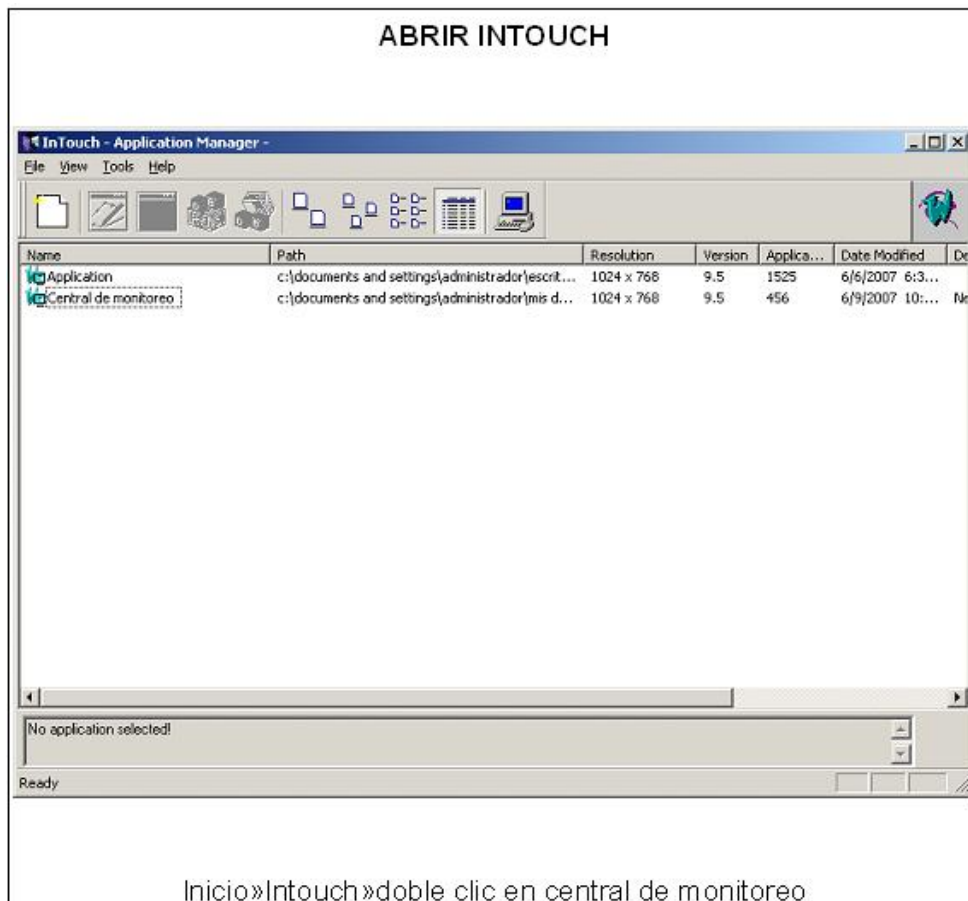 ABRIR INTOUCH
InTouch - Application Manager -
File View Tools Help
Name Path Resolution Version Applica... Date Modified De
Application c:\documents and settings\administrador\escrit... 1024 x 768 9.5 1525 6/6/2007 6:3...
Central de monitoreo c:\documents and settings\administrador\mis d... 1024 x 768 9.5 456 6/9/2007 10:... Ne
No application selected!
Ready
Inicio»Intouch»doble clic en central de monitoreo